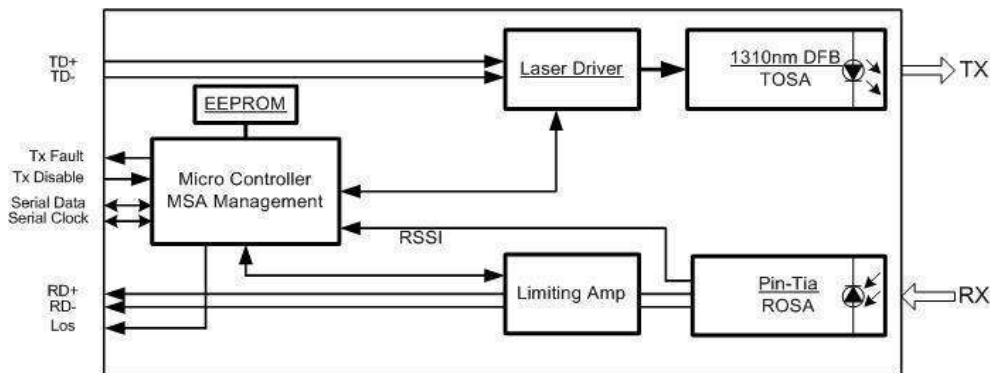 TD+
TD-
Laser Driver
1310nm DFB
TOSA
TX
EEPROM
Tx Fault
Tx Disable
Serial Data
Serial Clock
Micro Controller
MSA Management
RSSI
RD+
RD-
Los
Limiting Amp
Pin-Tia
ROSA
RX